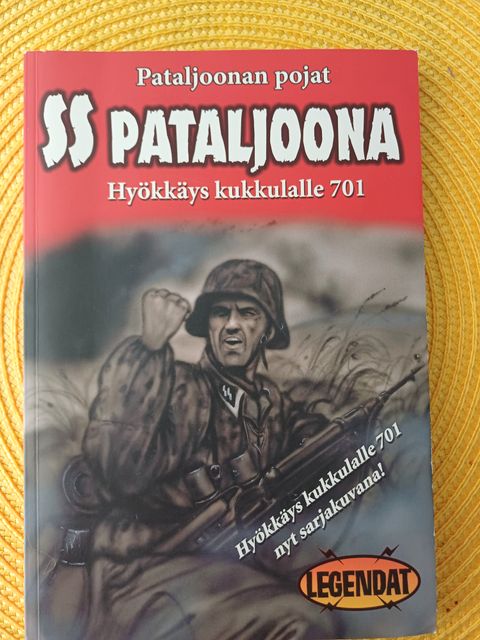 Pataljoonan pojat
SS PATALJOONA
Hyökkäys kukkulalle 701
Hyökkäys kukkulalle 701
nyt sarjakuvana!
LEGENDAT